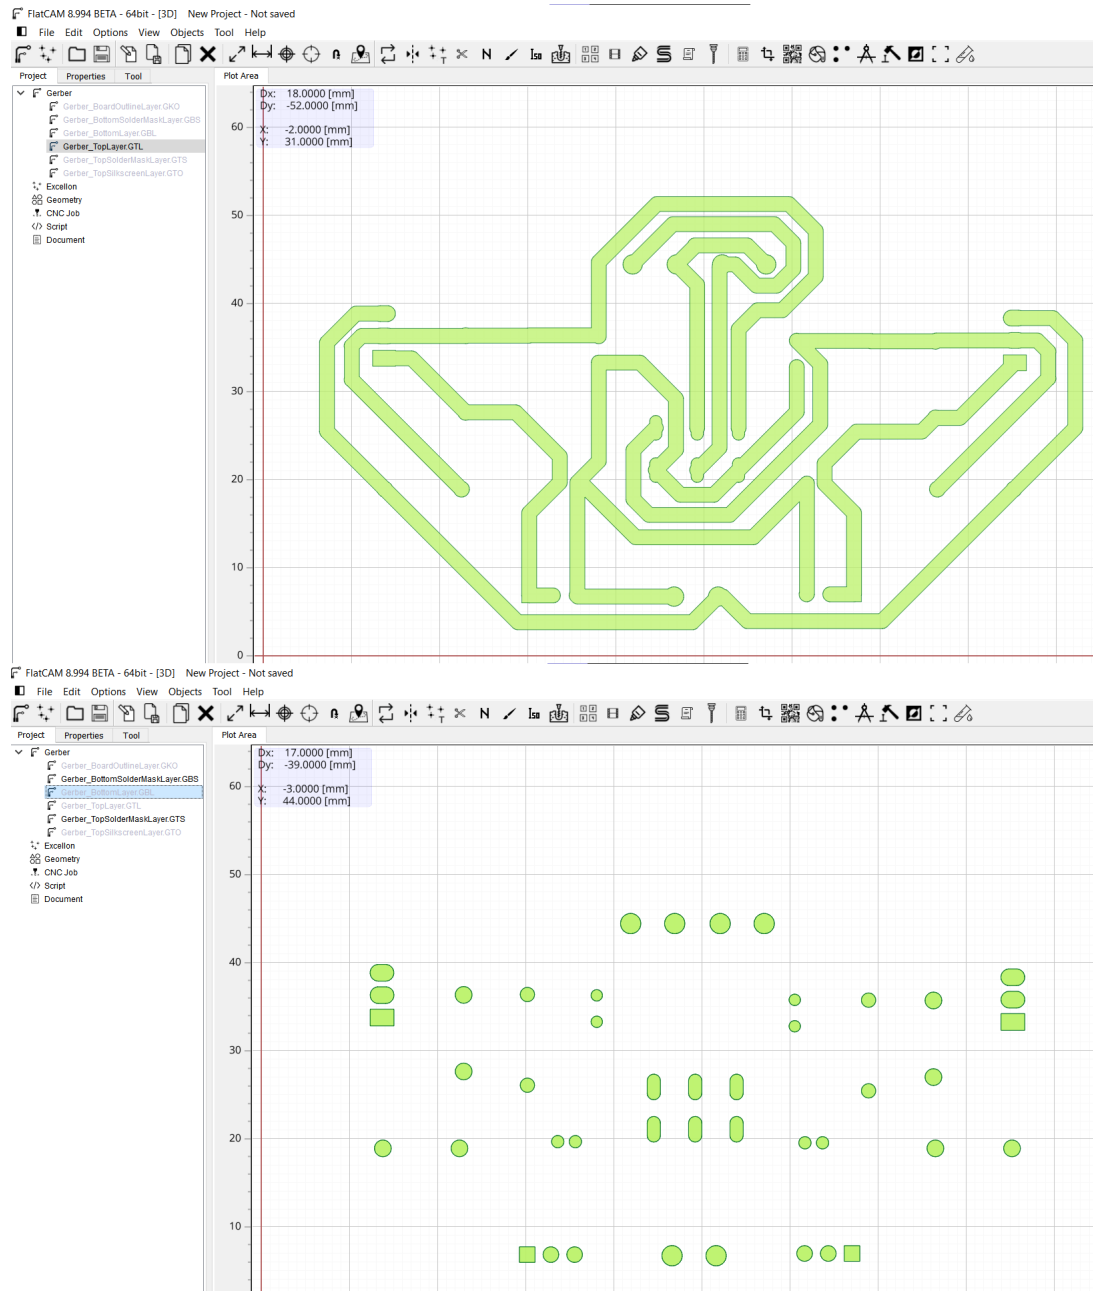 FlatCAM 8.994 BETA - 64bit - [3D] New Project - Not saved
File Edit Options View Objects Tool Help
N Iso
Project Properties Tool Plot Area
Gerber
Gerber_BoardOutlineLayer.GKO
Gerber_BottomSolderMaskLayer.GBS
Gerber_BottomLayer.GBL
Gerber_TopLayer.GTL
Gerber_TopSolderMaskLayer.GTS
Gerber_TopSilkscreenLayer.GTO
Excellon
Geometry
CNC Job
Script
Document
Dx: 18.0000 [mm]
Dy: -52.0000 [mm]
X: -2.0000 [mm]
Y: 31.0000 [mm]
60
50
40
30
20
10
0
FlatCAM 8.994 BETA - 64bit - [3D] New Project - Not saved
File Edit Options View Objects Tool Help
N Iso
Project Properties Tool Plot Area
Gerber
Gerber_BoardOutlineLayer.GKO
Gerber_BottomSolderMaskLayer.GBS
Gerber_BottomLayer.GBL
Gerber_TopLayer.GTL
Gerber_TopSolderMaskLayer.GTS
Gerber_TopSilkscreenLayer.GTO
Excellon
Geometry
CNC Job
Script
Document
Dx: 17.0000 [mm]
Dy: -39.0000 [mm]
X: -3.0000 [mm]
Y: 44.0000 [mm]
60
50
40
30
20
10